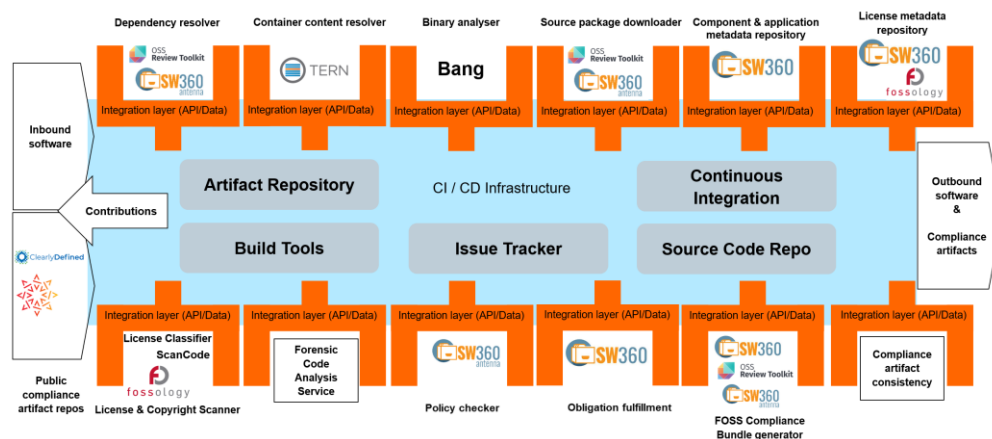 Dependency resolver
Container content resolver
Binary analyser
Source package downloader
Component & application
metadata repository
License metadata
repository
OSS
Review Toolkit
SW360
antenna
TERN
Bang
OSS
Review Toolkit
SW360
antenna
SW360
SW360
fossology
Integration layer (API/Data)
Integration layer (API/Data)
Integration layer (API/Data)
Integration layer (API/Data)
Integration layer (API/Data)
Integration layer (API/Data)
Inbound
software
Contributions
Artifact Repository
CI / CD Infrastructure
Continuous
Integration
Build Tools
Issue Tracker
Source Code Repo
Outbound
software
&
Compliance
artifacts
ClearlyDefined
Public
compliance
artifact repos
Integration layer (API/Data)
Integration layer (API/Data)
Integration layer (API/Data)
Integration layer (API/Data)
Integration layer (API/Data)
Integration layer (API/Data)
License Classifier
ScanCode
fossology
License & Copyright Scanner
Forensic
Code
Analysis
Service
SW360
antenna
Policy checker
SW360
Obligation fulfillment
SW360
OSS
Review Toolkit
SW360
antenna
FOSS Compliance
Bundle generator
Compliance
artifact
consistency